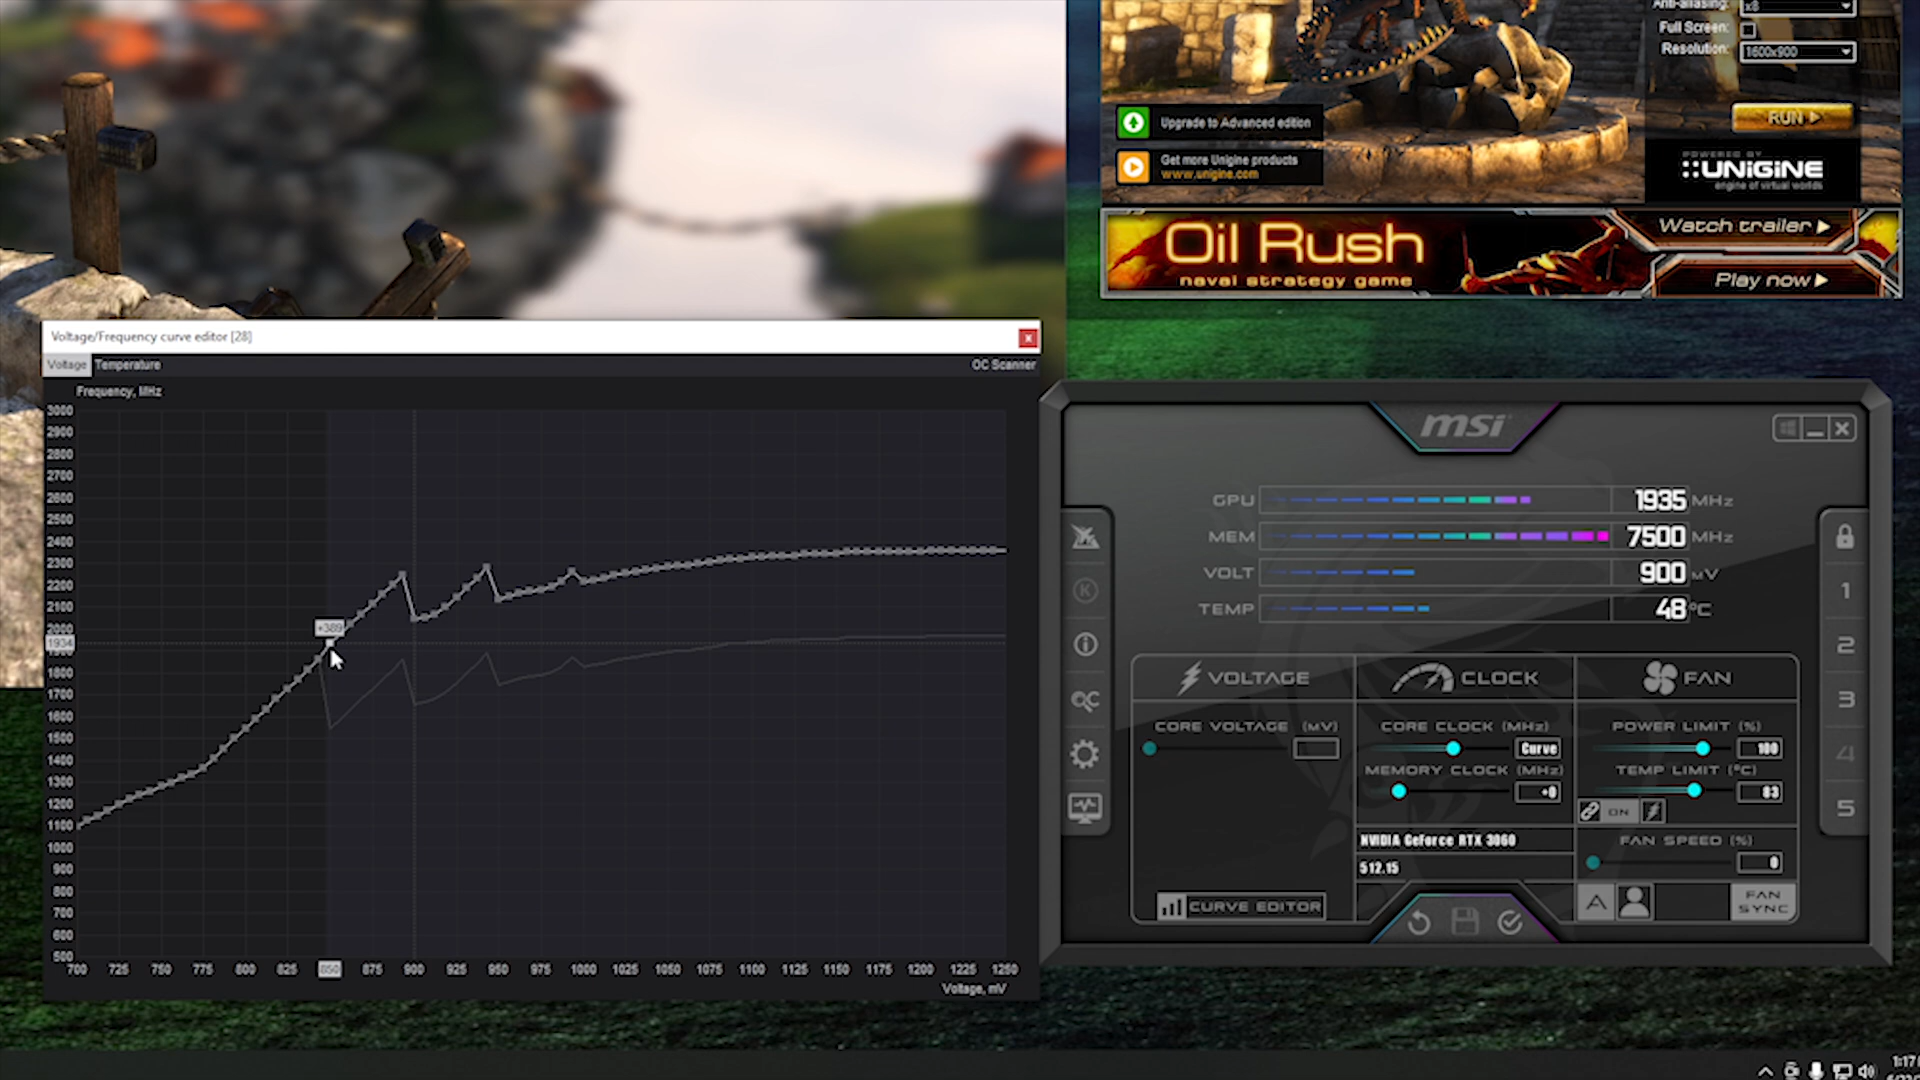 Anti-aliasing: x8
Full Screen:
Resolution: 1600x900
RUN
Upgrade to Advanced edition
Get more Unigine products
www.unigine.com
POWERED BY
UNIGINE
engine of virtual worlds
Oil Rush
naval strategy game
Watch trailer
Play now
Voltage/Frequency curve editor [28]
x
Voltage Temperature OC Scanner
Frequency, MHz
3000
2900
2800
2700
2600
2500
2400
2300
2200
2100
2000
1934
1900
1800
1700
1600
1500
1400
1300
1200
1100
1000
900
800
700
600
500
+389
700 725 750 775 800 825 850 875 900 925 950 975 1000 1025 1050 1075 1100 1125 1150 1175 1200 1225 1250
Voltage, mV
msi
GPU 1935 MHz
MEM 7500 MHz
VOLT 900 MV
TEMP 48 °C
K
i
OC
1
2
3
4
5
VOLTAGE
CORE VOLTAGE (MV)
CURVE EDITOR
CLOCK
CORE CLOCK (MHz)
Curve
MEMORY CLOCK (MHz)
+0
NVIDIA GeForce RTX 3060
512.15
FAN
POWER LIMIT (%)
100
TEMP LIMIT (°C)
83
ON
FAN SPEED (%)
0
A
FAN SYNC
1:17